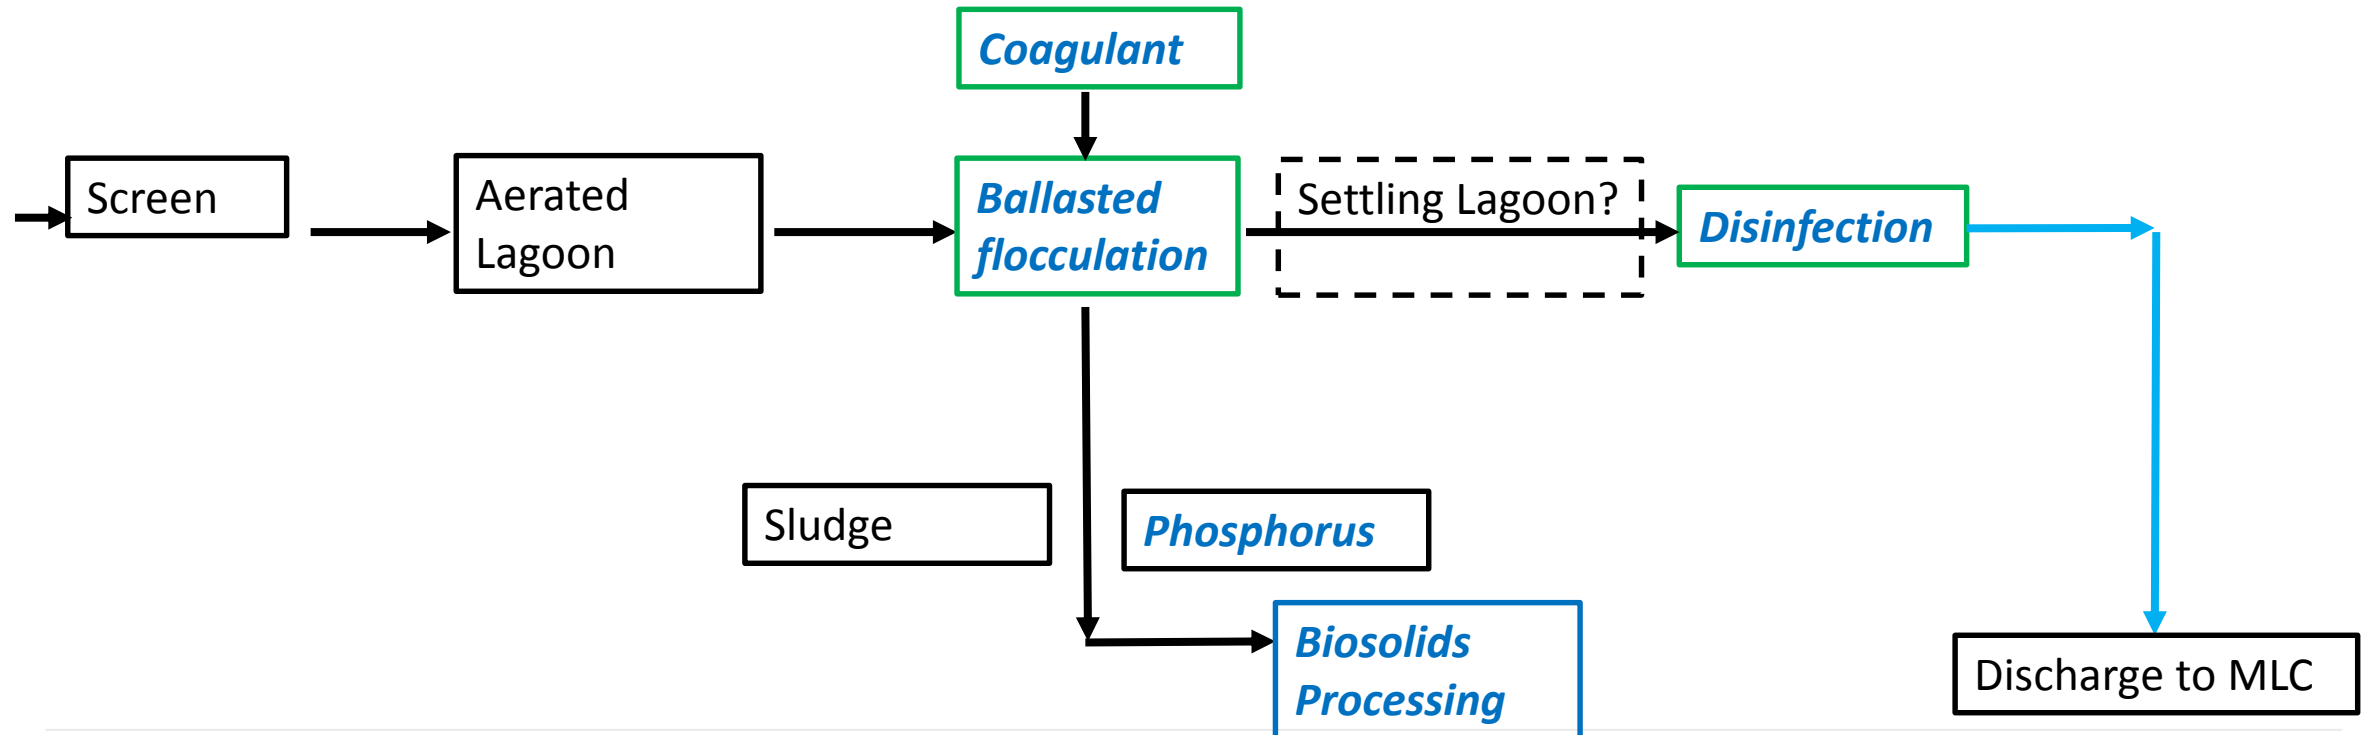 Coagulant
Screen
Aerated
Lagoon
Ballasted
flocculation
Settling Lagoon?
Disinfection
Sludge
Phosphorus
Biosolids
Processing
Discharge to MLC